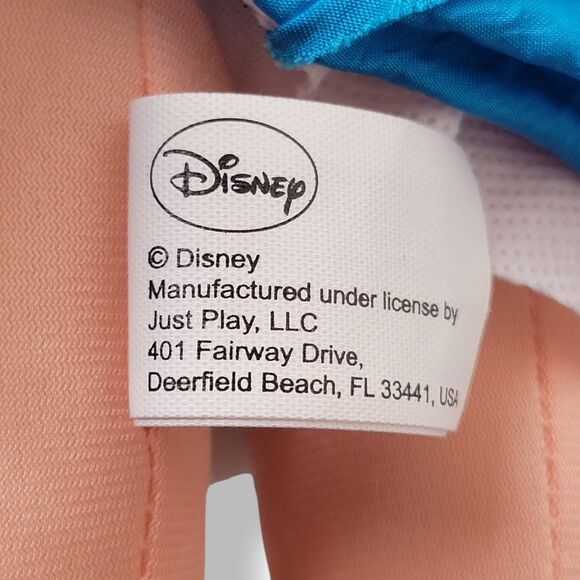 Disney
© Disney
Manufactured under license by
Just Play, LLC
401 Fairway Drive,
Deerfield Beach, FL 33441, USA